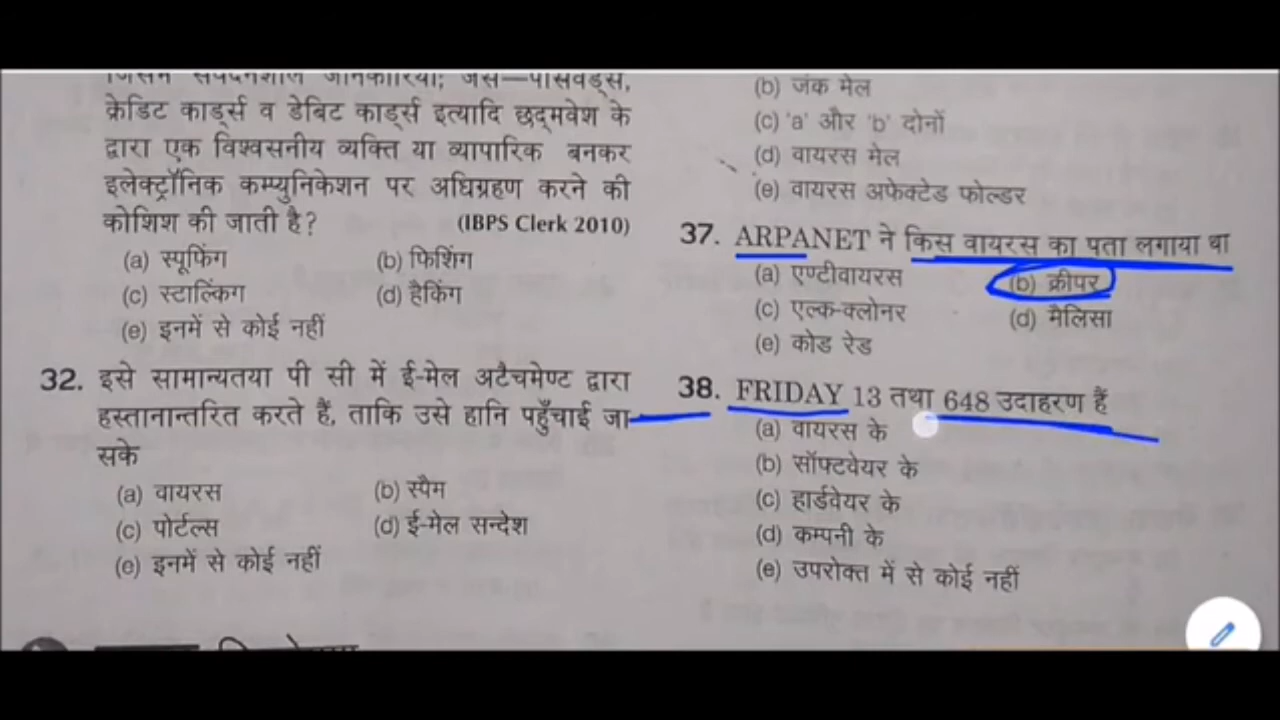 क्रेडिट कार्ड्स व डेबिट कार्ड्स इत्यादि छद्मवेश के
द्वारा एक विश्वसनीय व्यक्ति या व्यापारिक बनकर
इलेक्ट्रॉनिक कम्युनिकेशन पर अधिग्रहण करने की
कोशिश की जाती है? (IBPS Clerk 2010)
(a) स्पूफिंग (b) फिशिंग
(c) स्टाल्किंग (d) हैकिंग
(e) इनमें से कोई नहीं
32. इसे सामान्यतया पी सी में ई-मेल अटैचमेण्ट द्वारा
हस्तानान्तरित करते हैं, ताकि उसे हानि पहुँचाई जा
सके
(a) वायरस (b) स्पैम
(c) पोर्टल्स (d) ई-मेल सन्देश
(e) इनमें से कोई नहीं
(b) जंक मेल
(c) 'a' और 'b' दोनों
(d) वायरस मेल
(e) वायरस अफेक्टेड फोल्डर
37. ARPANET ने किस वायरस का पता लगाया था
(a) एण्टीवायरस (b) क्रीपर
(c) एल्क-क्लोनर (d) मैलिसा
(e) कोड रेड
38. FRIDAY 13 तथा 648 उदाहरण हैं
(a) वायरस के
(b) सॉफ्टवेयर के
(c) हार्डवेयर के
(d) कम्पनी के
(e) उपरोक्त में से कोई नहीं